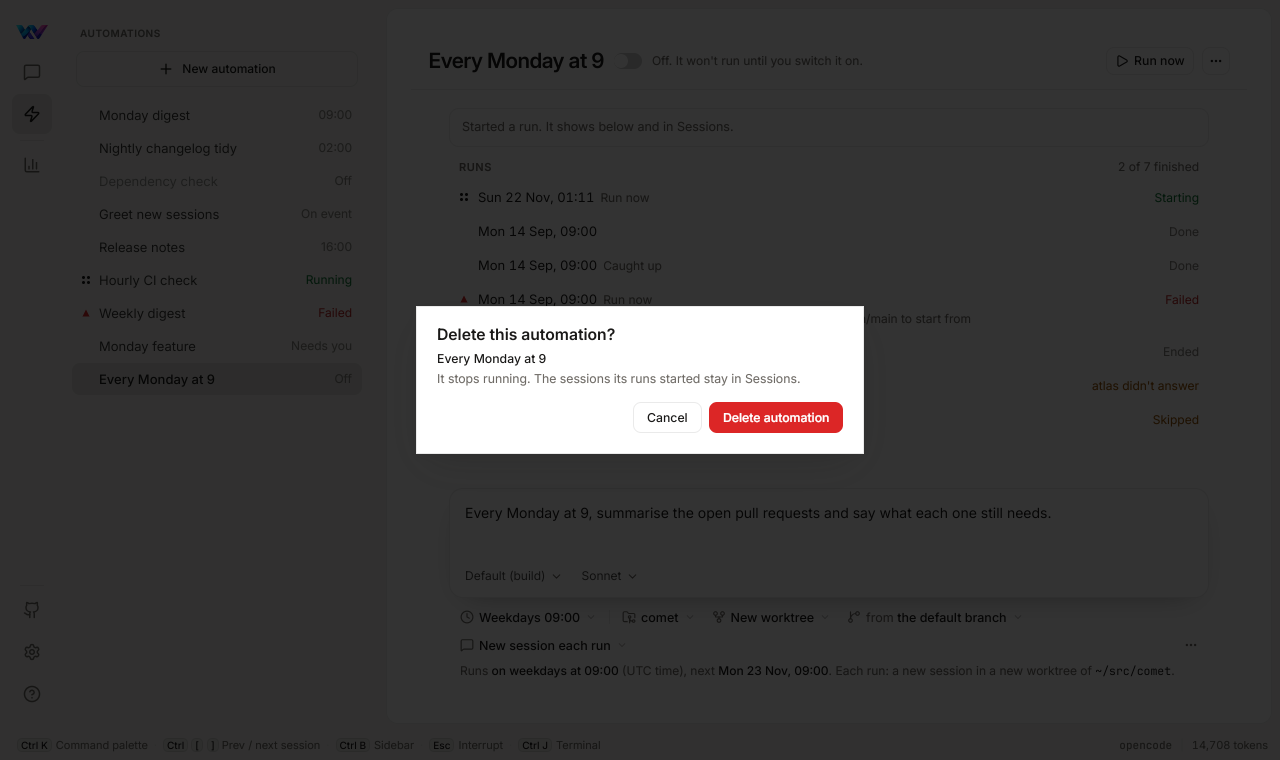 AUTOMATIONS
New automation
Monday digest 09:00
Nightly changelog tidy 02:00
Dependency check Off
Greet new sessions On event
Release notes 16:00
Hourly CI check Running
Weekly digest Failed
Monday feature Needs you
Every Monday at 9 Off
Every Monday at 9 Off. It won't run until you switch it on. Run now
Started a run. It shows below and in Sessions.
RUNS 2 of 7 finished
Sun 22 Nov, 01:11 Run now Starting
Mon 14 Sep, 09:00 Done
Mon 14 Sep, 09:00 Caught up Done
Mon 14 Sep, 09:00 Run now Failed
/main to start from
Ended
atlas didn't answer
Skipped
Delete this automation?
Every Monday at 9
It stops running. The sessions its runs started stay in Sessions.
Cancel Delete automation
Every Monday at 9, summarise the open pull requests and say what each one still needs.
Default (build) Sonnet
Weekdays 09:00 comet New worktree from the default branch
New session each run
Runs on weekdays at 09:00 (UTC time), next Mon 23 Nov, 09:00. Each run: a new session in a new worktree of ~/src/comet.
Ctrl K Command palette Ctrl [ ] Prev / next session Ctrl B Sidebar Esc Interrupt Ctrl J Terminal opencode 14,708 tokens